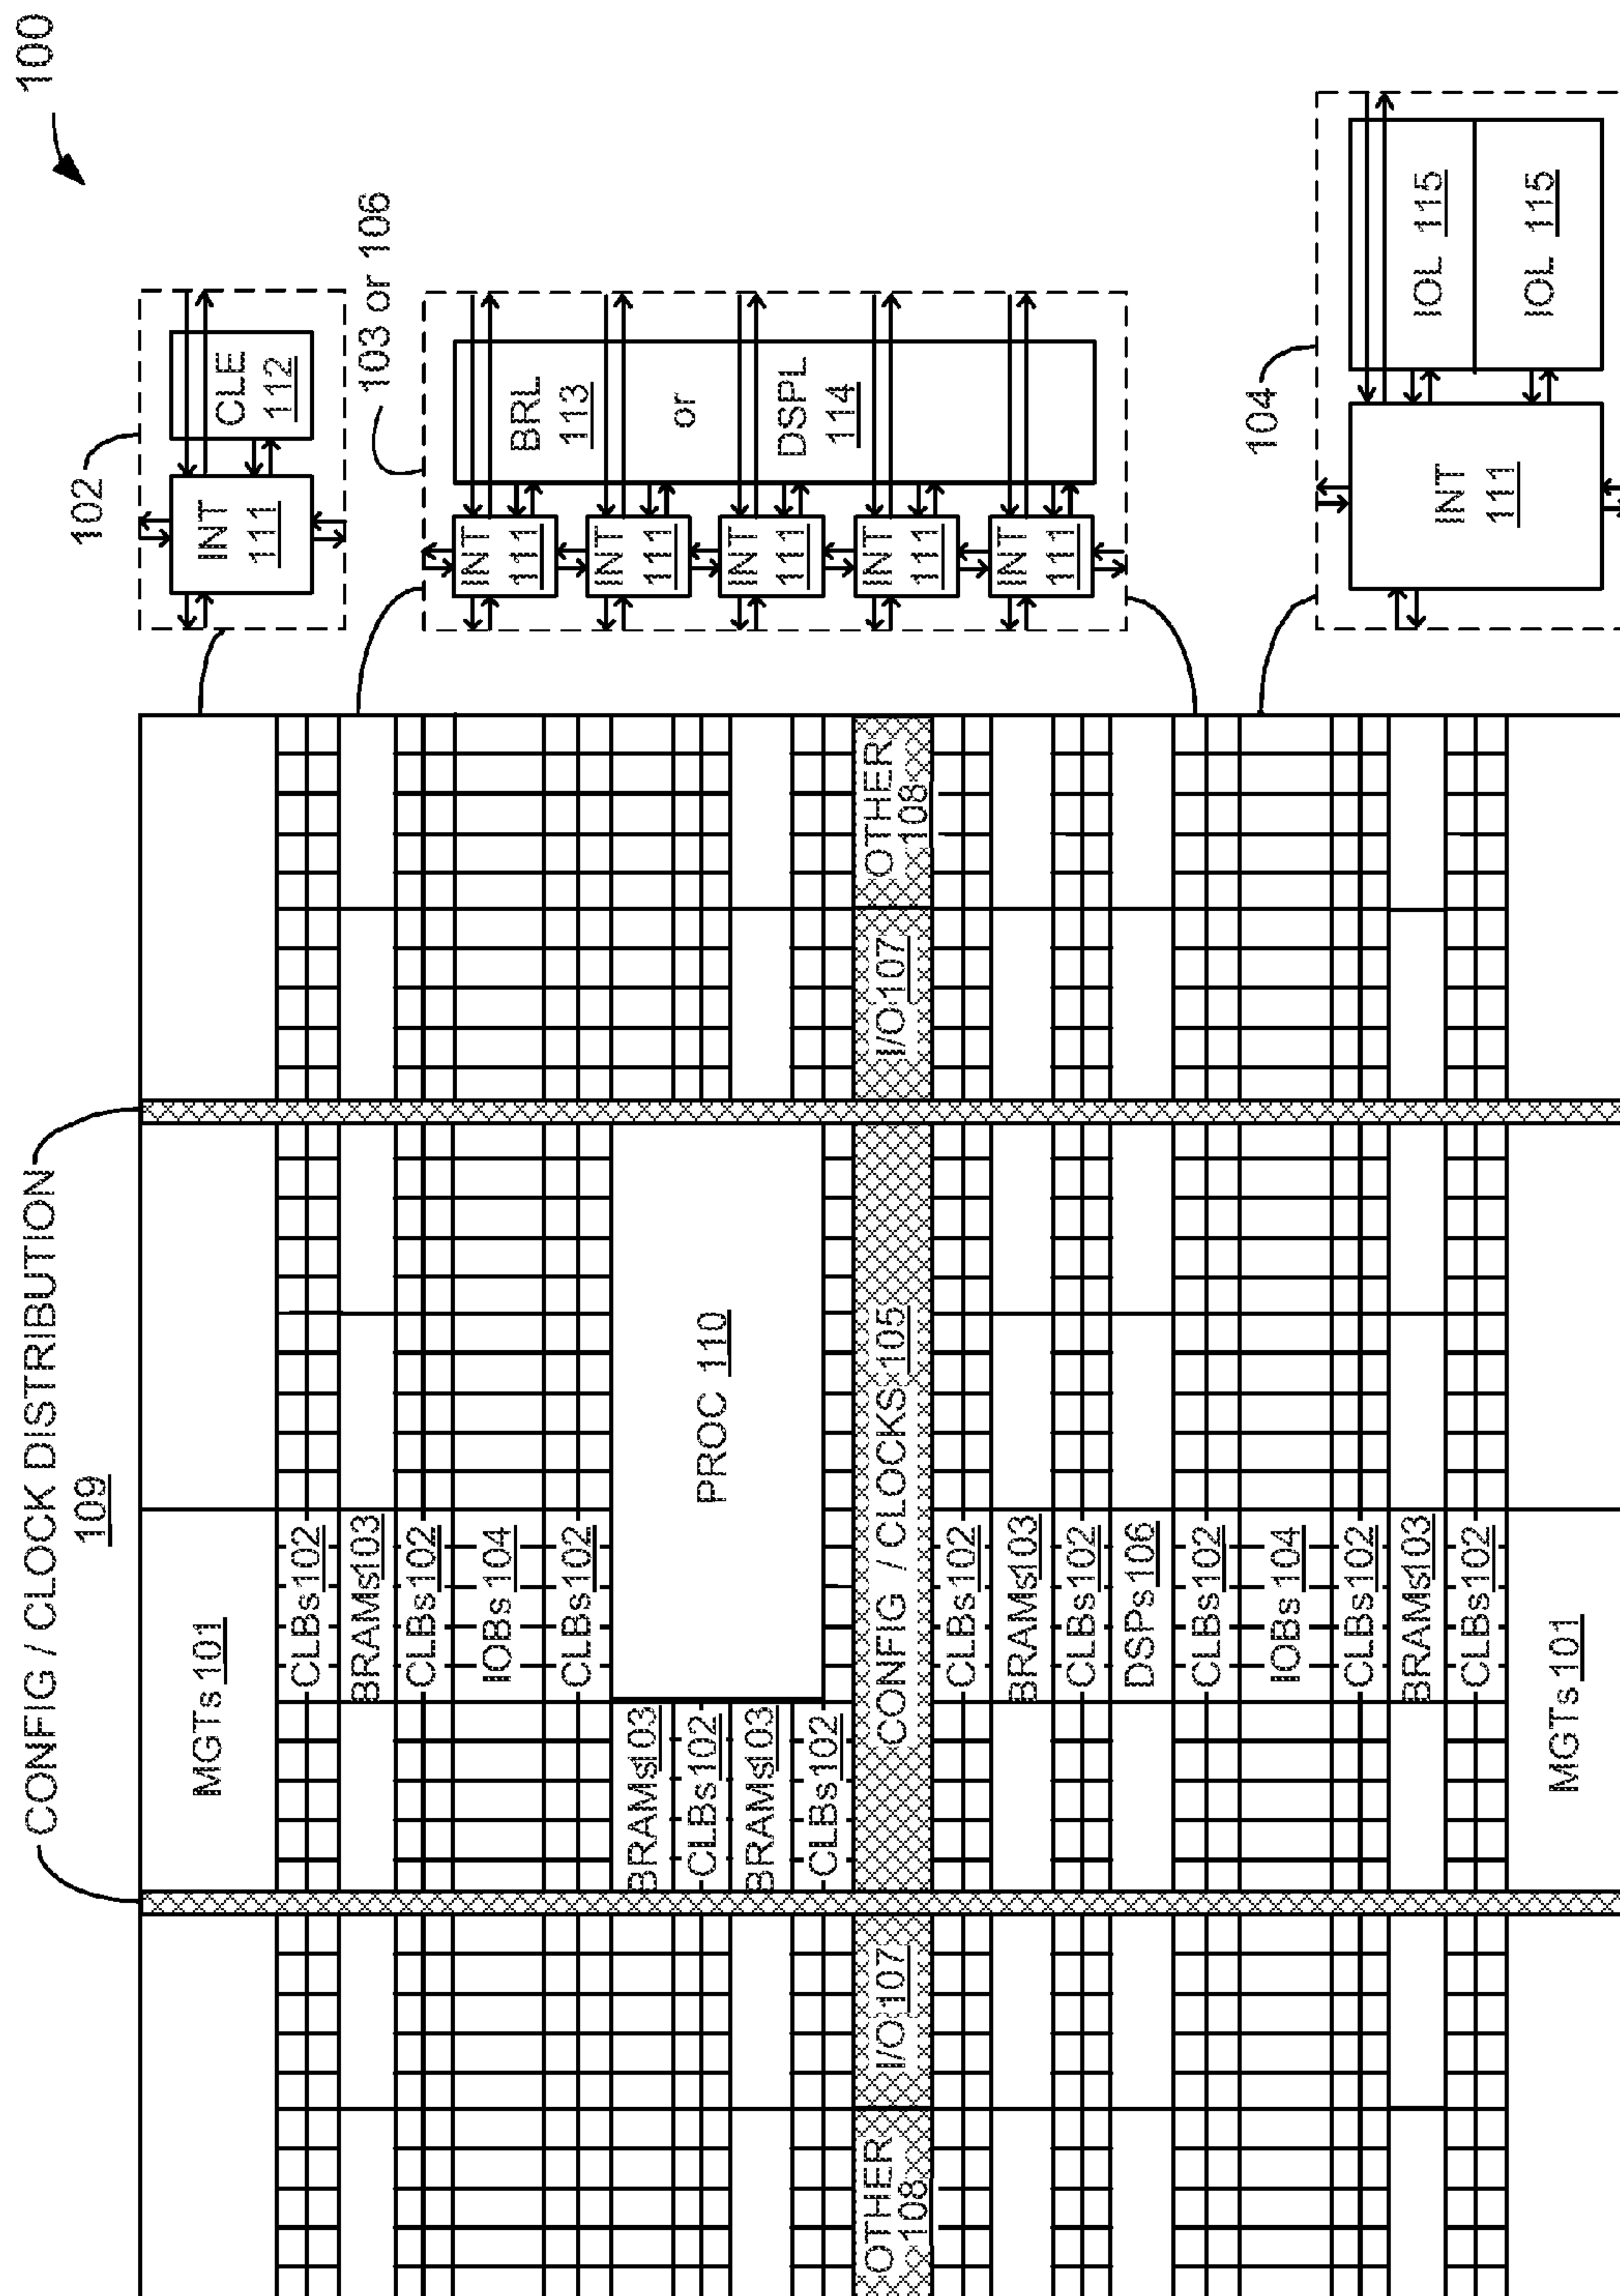 100
CONFIG / CLOCK DISTRIBUTION
109
MGTs 101
CLBs 102
BRAMs 103
CLBs 102
IOBs 104
CLBs 102
BRAMs 103
CLBs 102
BRAMs 103
CLBs 102
PROC 110
OTHER
108
I/O 107
CONFIG / CLOCKS 105
I/O 107
OTHER
108
CLBs 102
BRAMs 103
CLBs 102
DSPs 106
CLBs 102
IOBs 104
CLBs 102
BRAMs 103
CLBs 102
MGTs 101
102
INT
111
CLE
112
103 or 106
INT
111
INT
111
INT
111
INT
111
INT
111
BRL
113
or
DSPL
114
104
INT
111
IOL 115
IOL 115